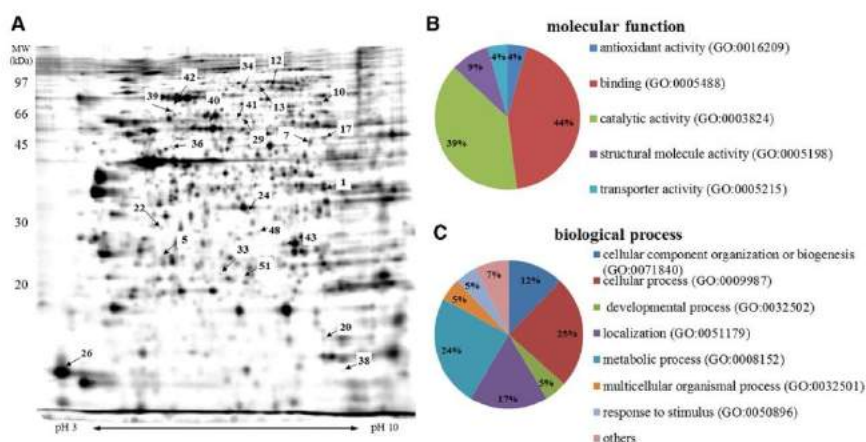 A
MW
(kDa)
97
66
45
30
20
12
34
42
10
39
40
41
13
17
29
7
36
1
24
22
48
43
5
33
51
20
26
38
pH 3
pH 10
B
molecular function
4%
4%
9%
44%
39%
antioxidant activity (GO:0016209)
binding (GO:0005488)
catalytic activity (GO:0003824)
structural molecule activity (GO:0005198)
transporter activity (GO:0005215)
C
biological process
7%
12%
5%
5%
25%
24%
5%
17%
cellular component organization or biogenesis
(GO:0071840)
cellular process (GO:0009987)
developmental process (GO:0032502)
localization (GO:0051179)
metabolic process (GO:0008152)
multicellular organismal process (GO:0032501)
response to stimulus (GO:0050896)
others